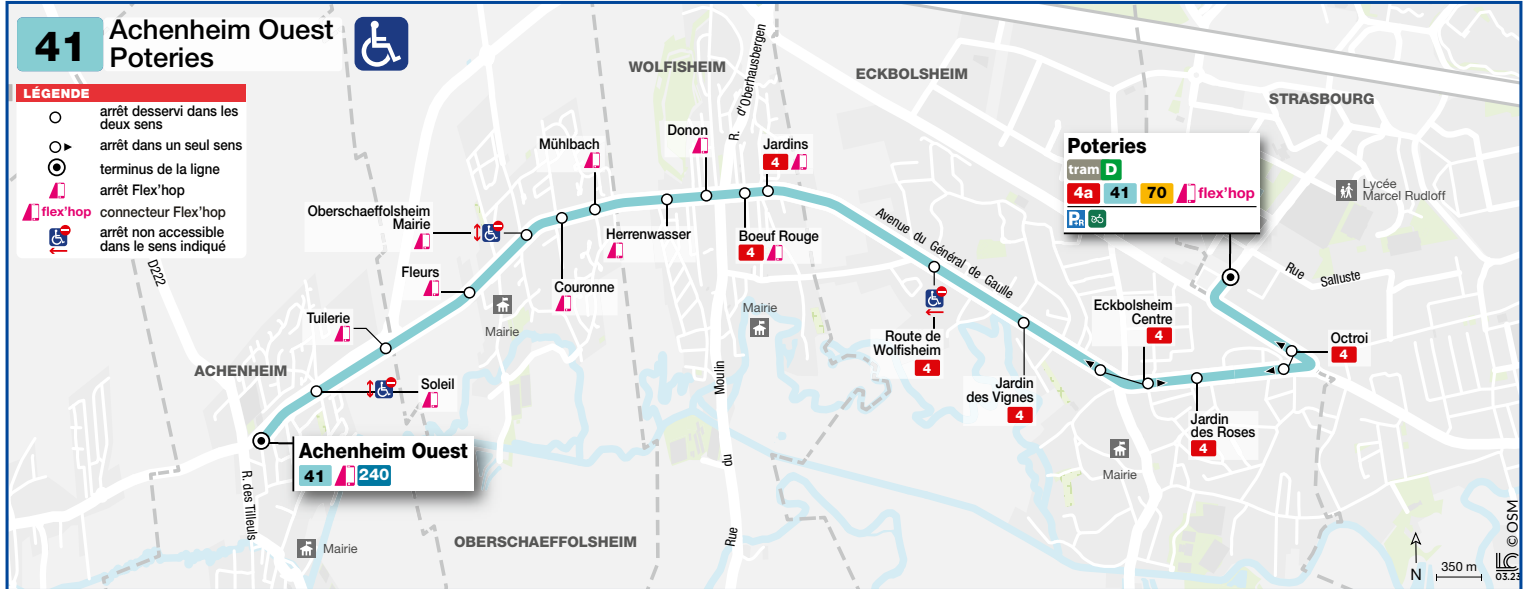 41
Achenheim Ouest
Poteries
LÉGENDE
arrêt desservi dans les
deux sens
arrêt dans un seul sens
terminus de la ligne
arrêt Flex'hop
flex'hop
connecteur Flex'hop
arrêt non accessible
dans le sens indiqué
WOLFISHEIM
ECKBOLSHEIM
STRASBOURG
ACHENHEIM
OBERSCHAEFFOLSHEIM
R. d'Oberhausbergen
D222
R. des Tilleuls
Rue du Moulin
Avenue du Général de Gaulle
Rue Salluste
Lycée
Marcel Rudloff
Mairie
Mairie
Mairie
Mairie
Achenheim Ouest
41 240
Soleil
Tuilerie
Fleurs
Oberschaeffolsheim
Mairie
Couronne
Mühlbach
Herrenwasser
Donon
Boeuf Rouge
4
Jardins
4
Route de
Wolfisheim
4
Jardin
des Vignes
4
Eckbolsheim
Centre
4
Jardin
des Roses
4
Octroi
4
Poteries
tram D
4a 41 70 flex'hop
P+R
N
350 m
LC © OSM
03.23